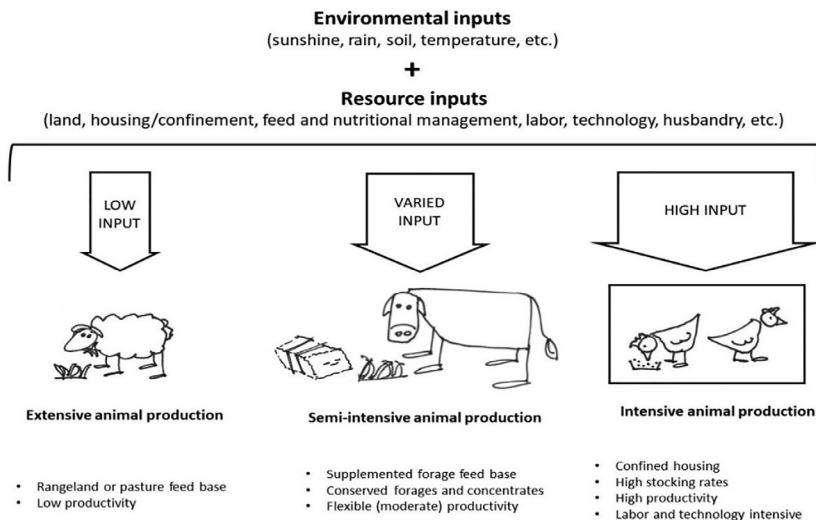 Environmental inputs
(sunshine, rain, soil, temperature, etc.)
+
Resource inputs
(land, housing/confinement, feed and nutritional management, labor, technology, husbandry, etc.)
LOW
INPUT
VARIED
INPUT
HIGH INPUT
Extensive animal production
Semi-intensive animal production
Intensive animal production
• Rangeland or pasture feed base
• Low productivity
• Supplemented forage feed base
• Conserved forages and concentrates
• Flexible (moderate) productivity
• Confined housing
• High stocking rates
• High productivity
• Labor and technology intensive